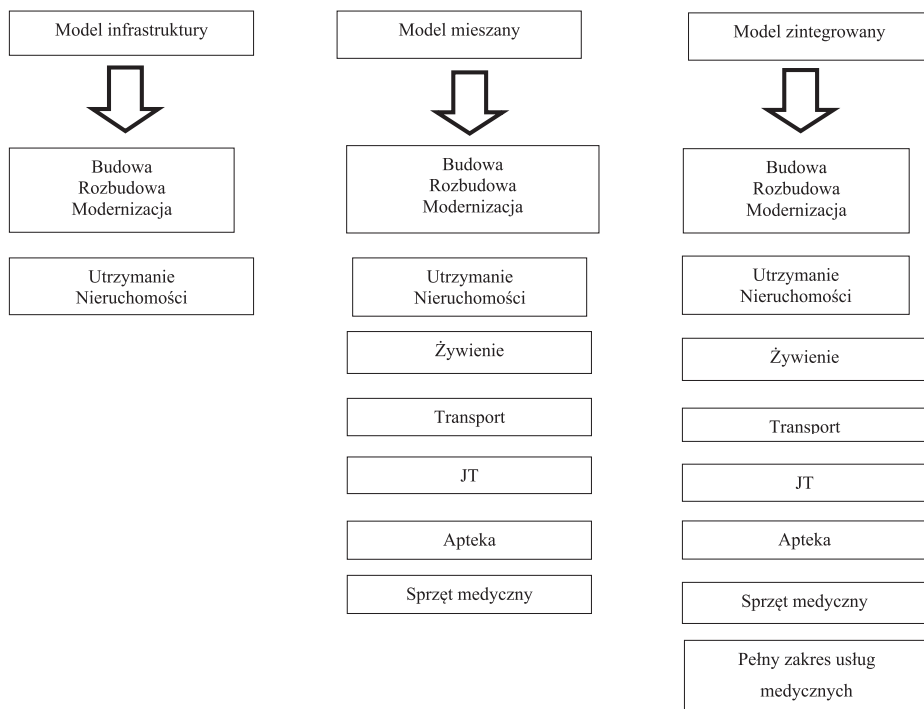 Model infrastruktury
Budowa
Rozbudowa
Modernizacja
Utrzymanie
Nieruchomości
Model mieszany
Budowa
Rozbudowa
Modernizacja
Utrzymanie
Nieruchomości
Żywienie
Transport
JT
Apteka
Sprzęt medyczny
Model zintegrowany
Budowa
Rozbudowa
Modernizacja
Utrzymanie
Nieruchomości
Żywienie
Transport
JT
Apteka
Sprzęt medyczny
Pełny zakres usług
medycznych